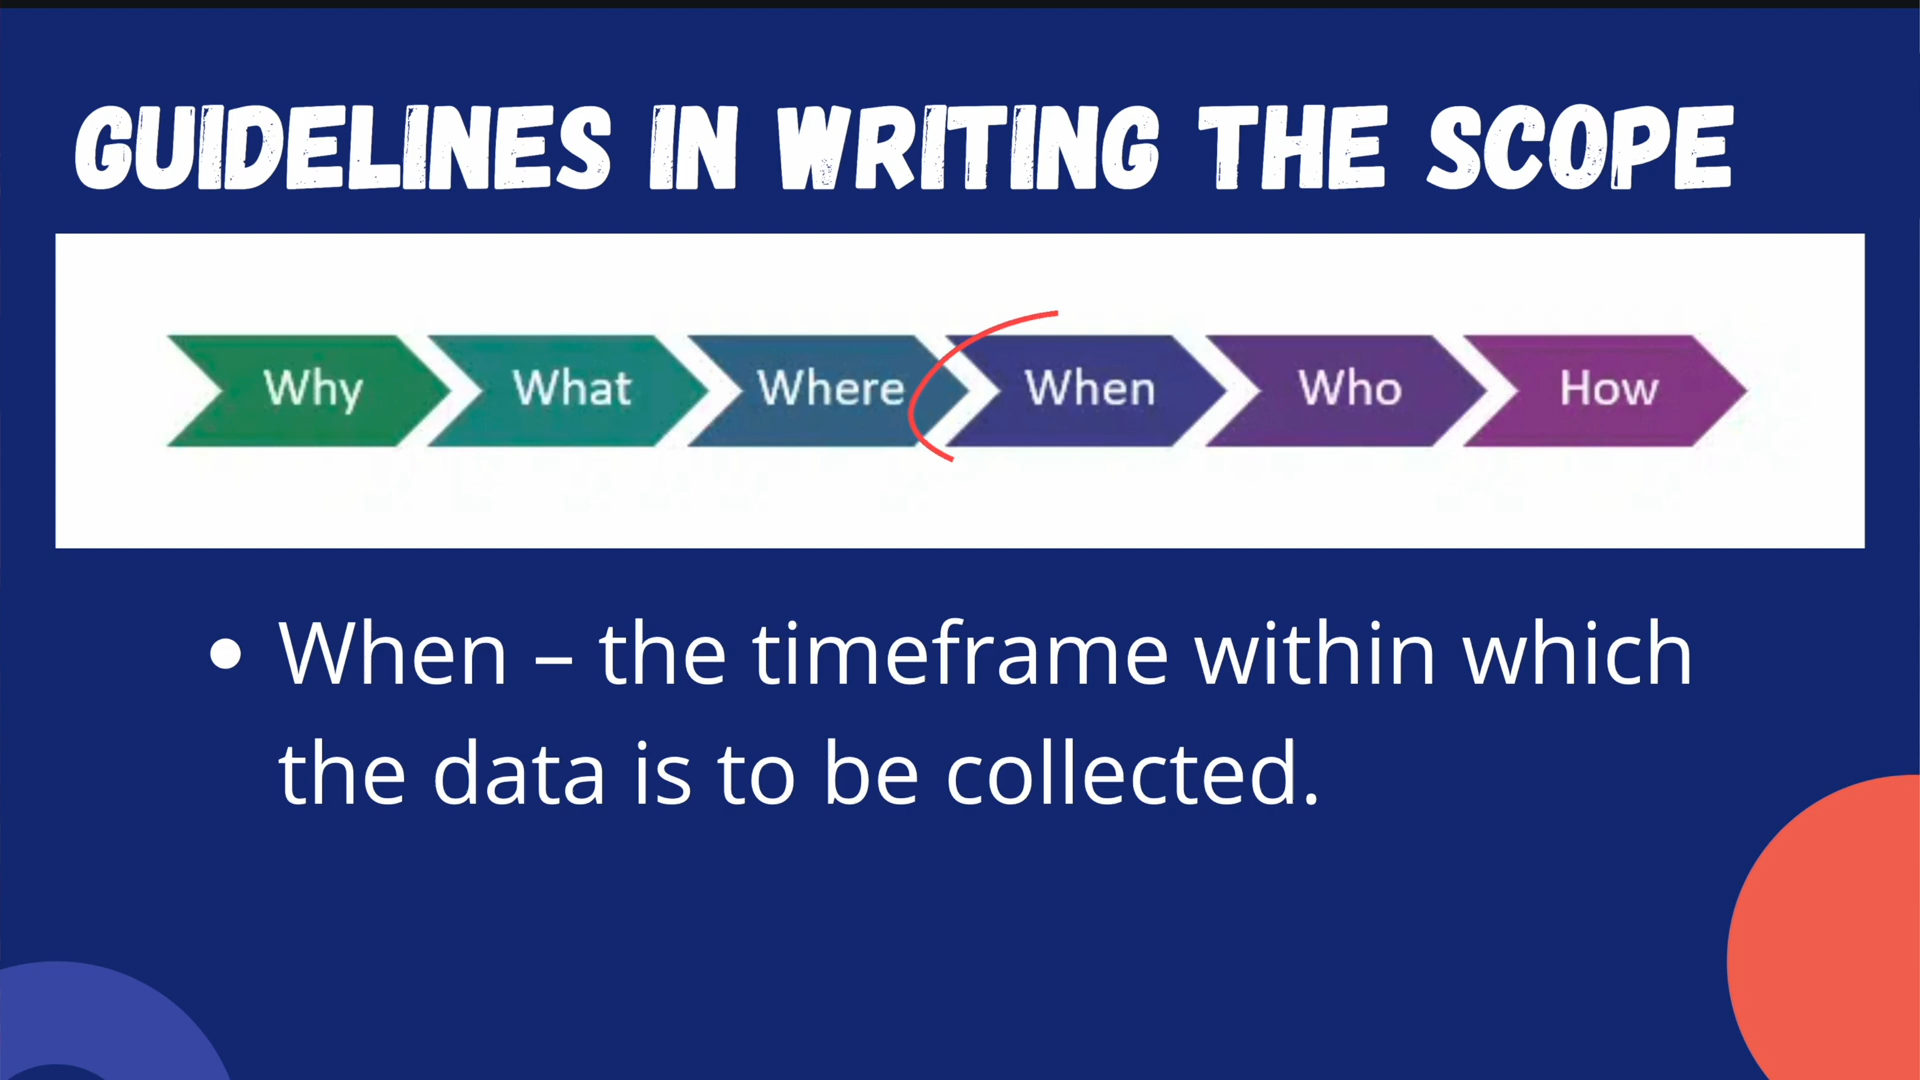 GUIDELINES IN WRITING THE SCOPE
Why What Where When Who How
• When – the timeframe within which
the data is to be collected.